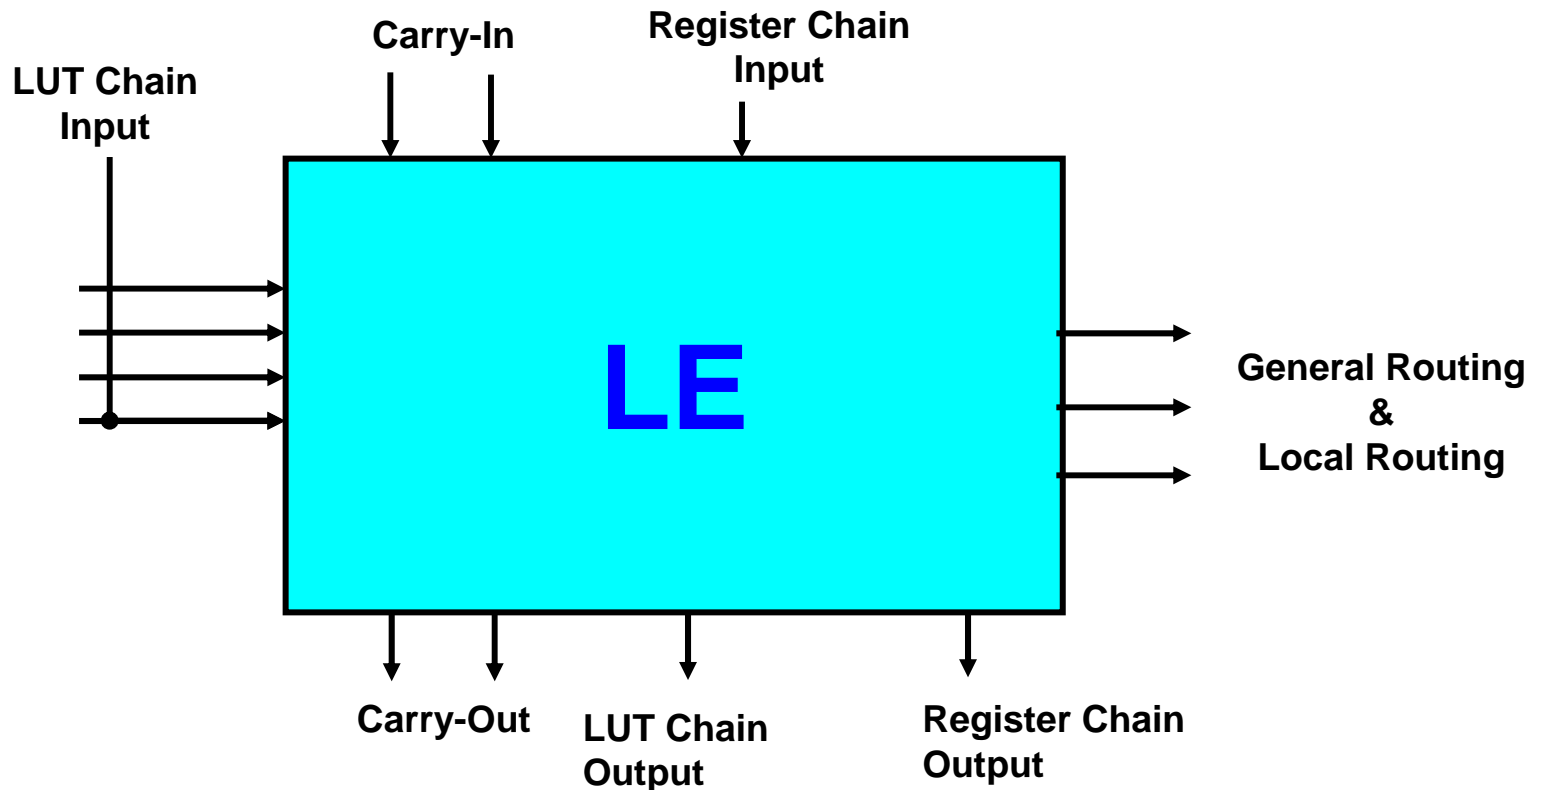 Carry-In
Register Chain
Input
LUT Chain
Input
LE
General Routing
&
Local Routing
Carry-Out
LUT Chain
Output
Register Chain
Output